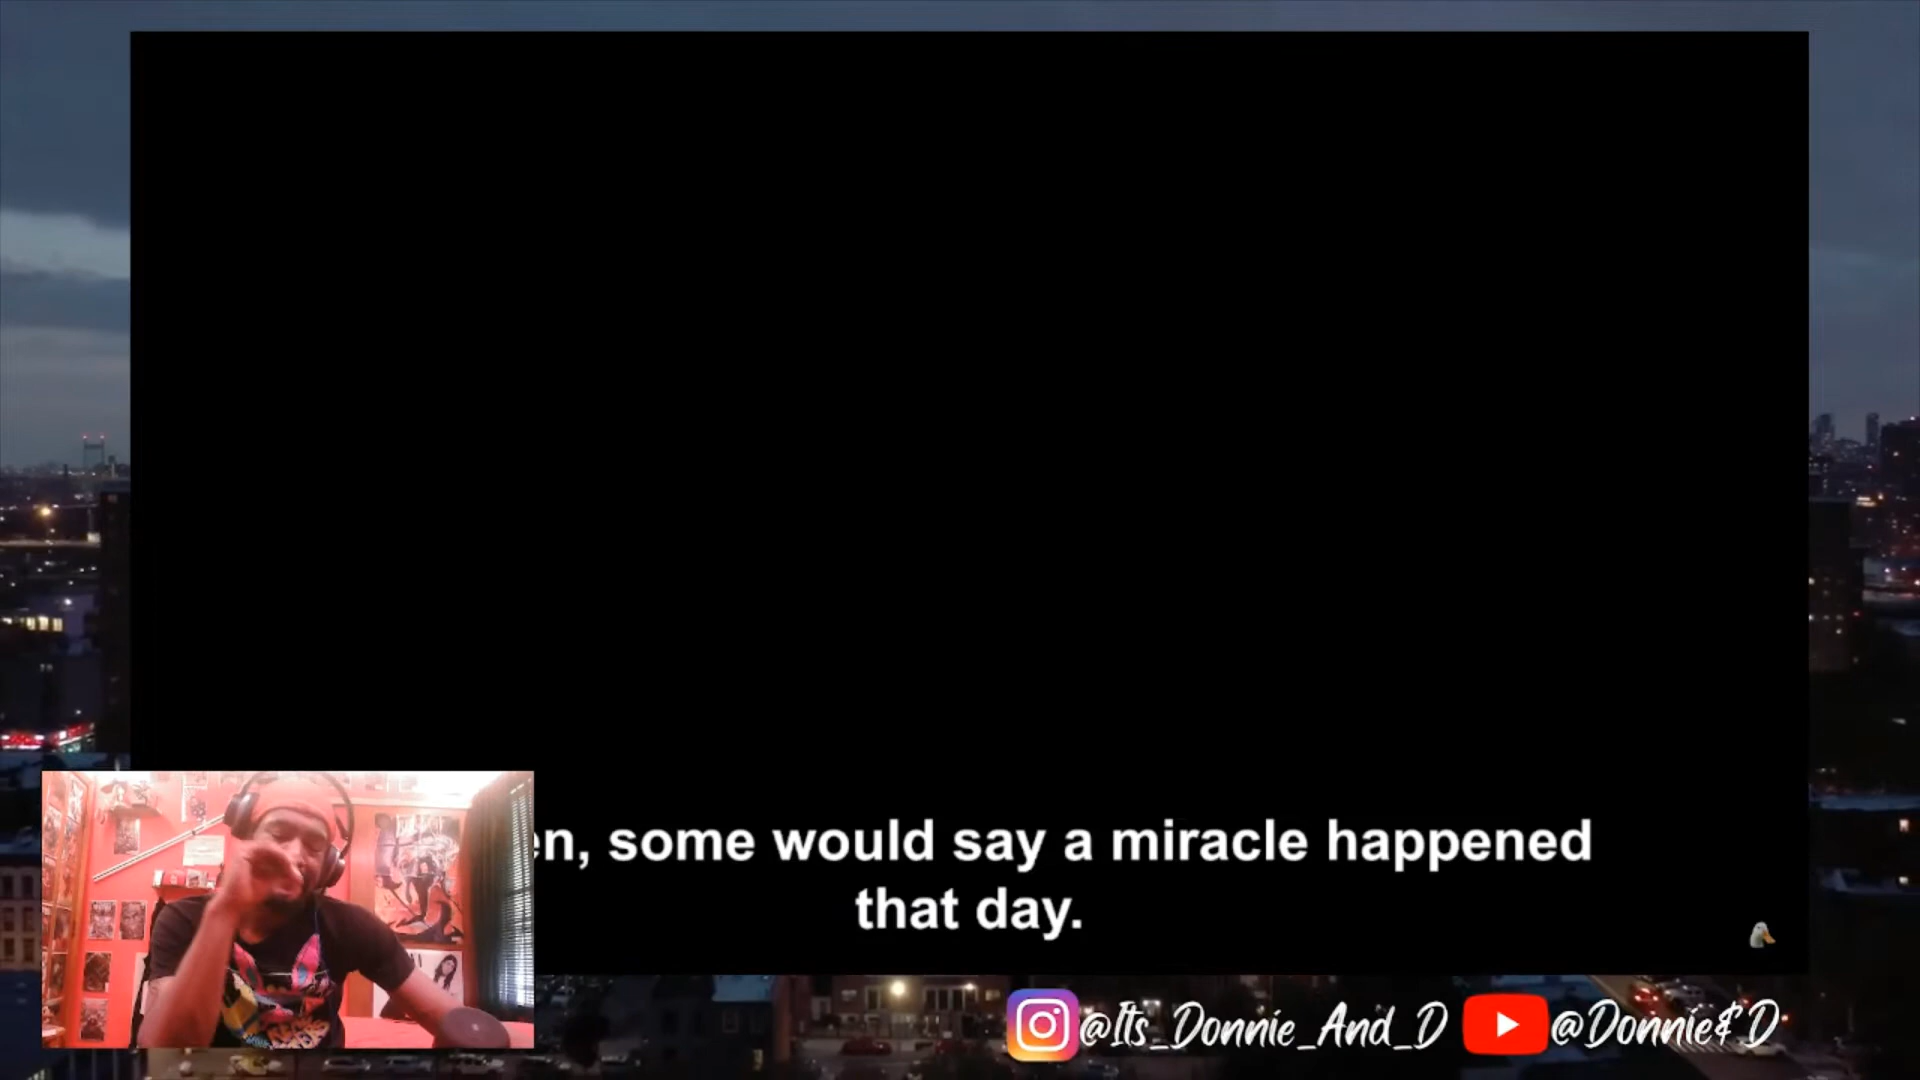 some would say a miracle happened
that day.
@Its_Donnie_And_D @Donnie&D